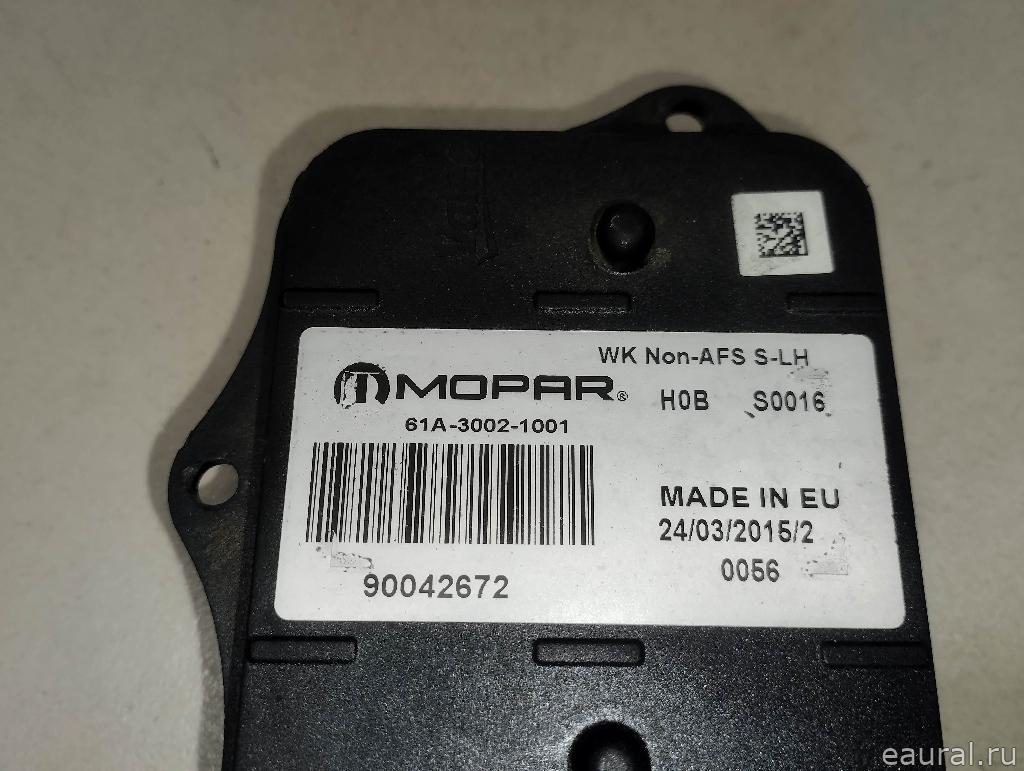 WK Non-AFS S-LH
MOPAR®
H0B S0016
61A-3002-1001
MADE IN EU
24/03/2015/2
90042672
0056
eaural.ru